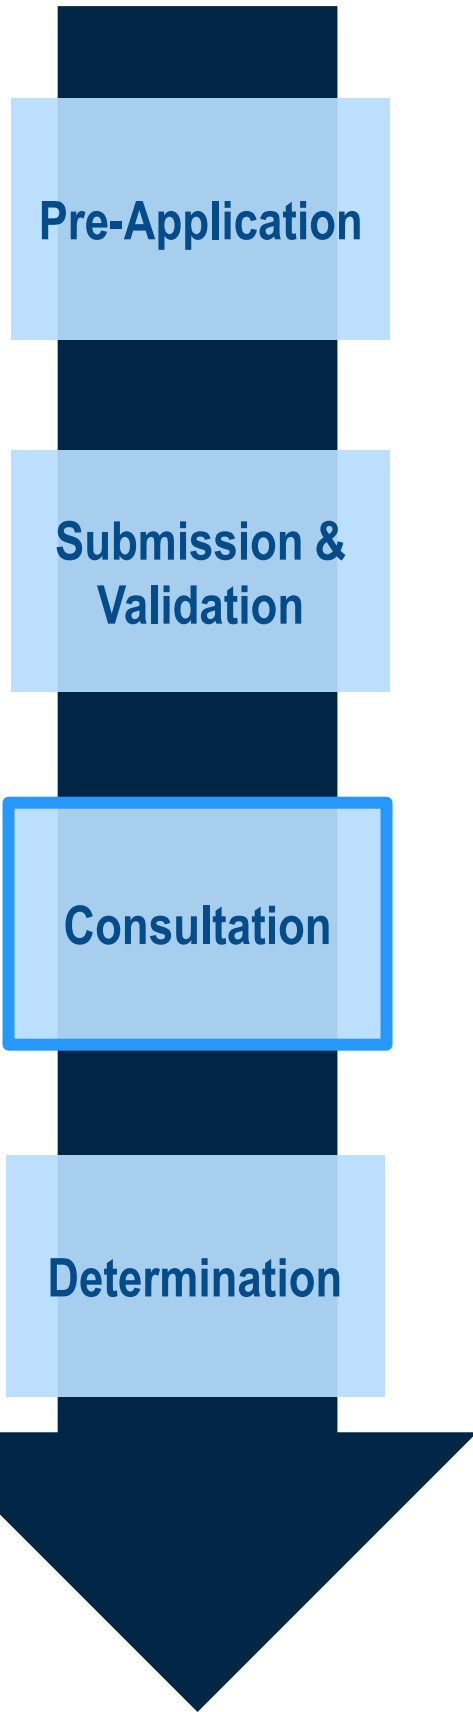 Pre-Application
Submission &
Validation
Consultation
Determination